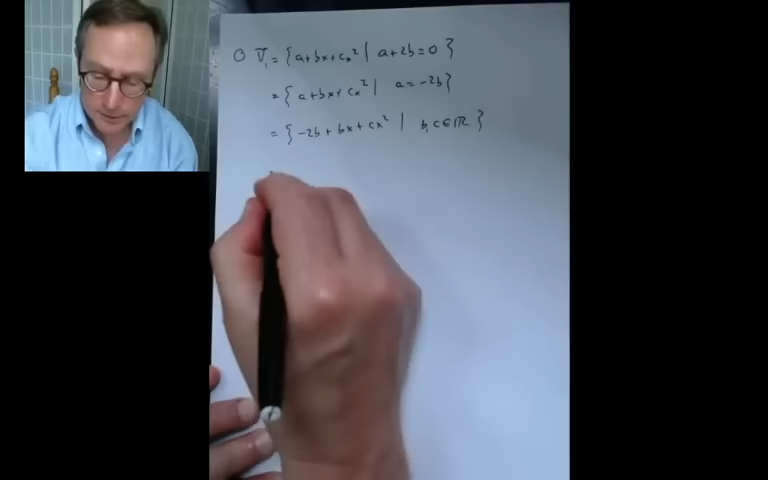 ① V₁ = { a+bx+cx² | a+2b=0 }
= { a+bx+cx² | a=-2b }
= { -2b+bx+cx² | b, c∈ℝ }